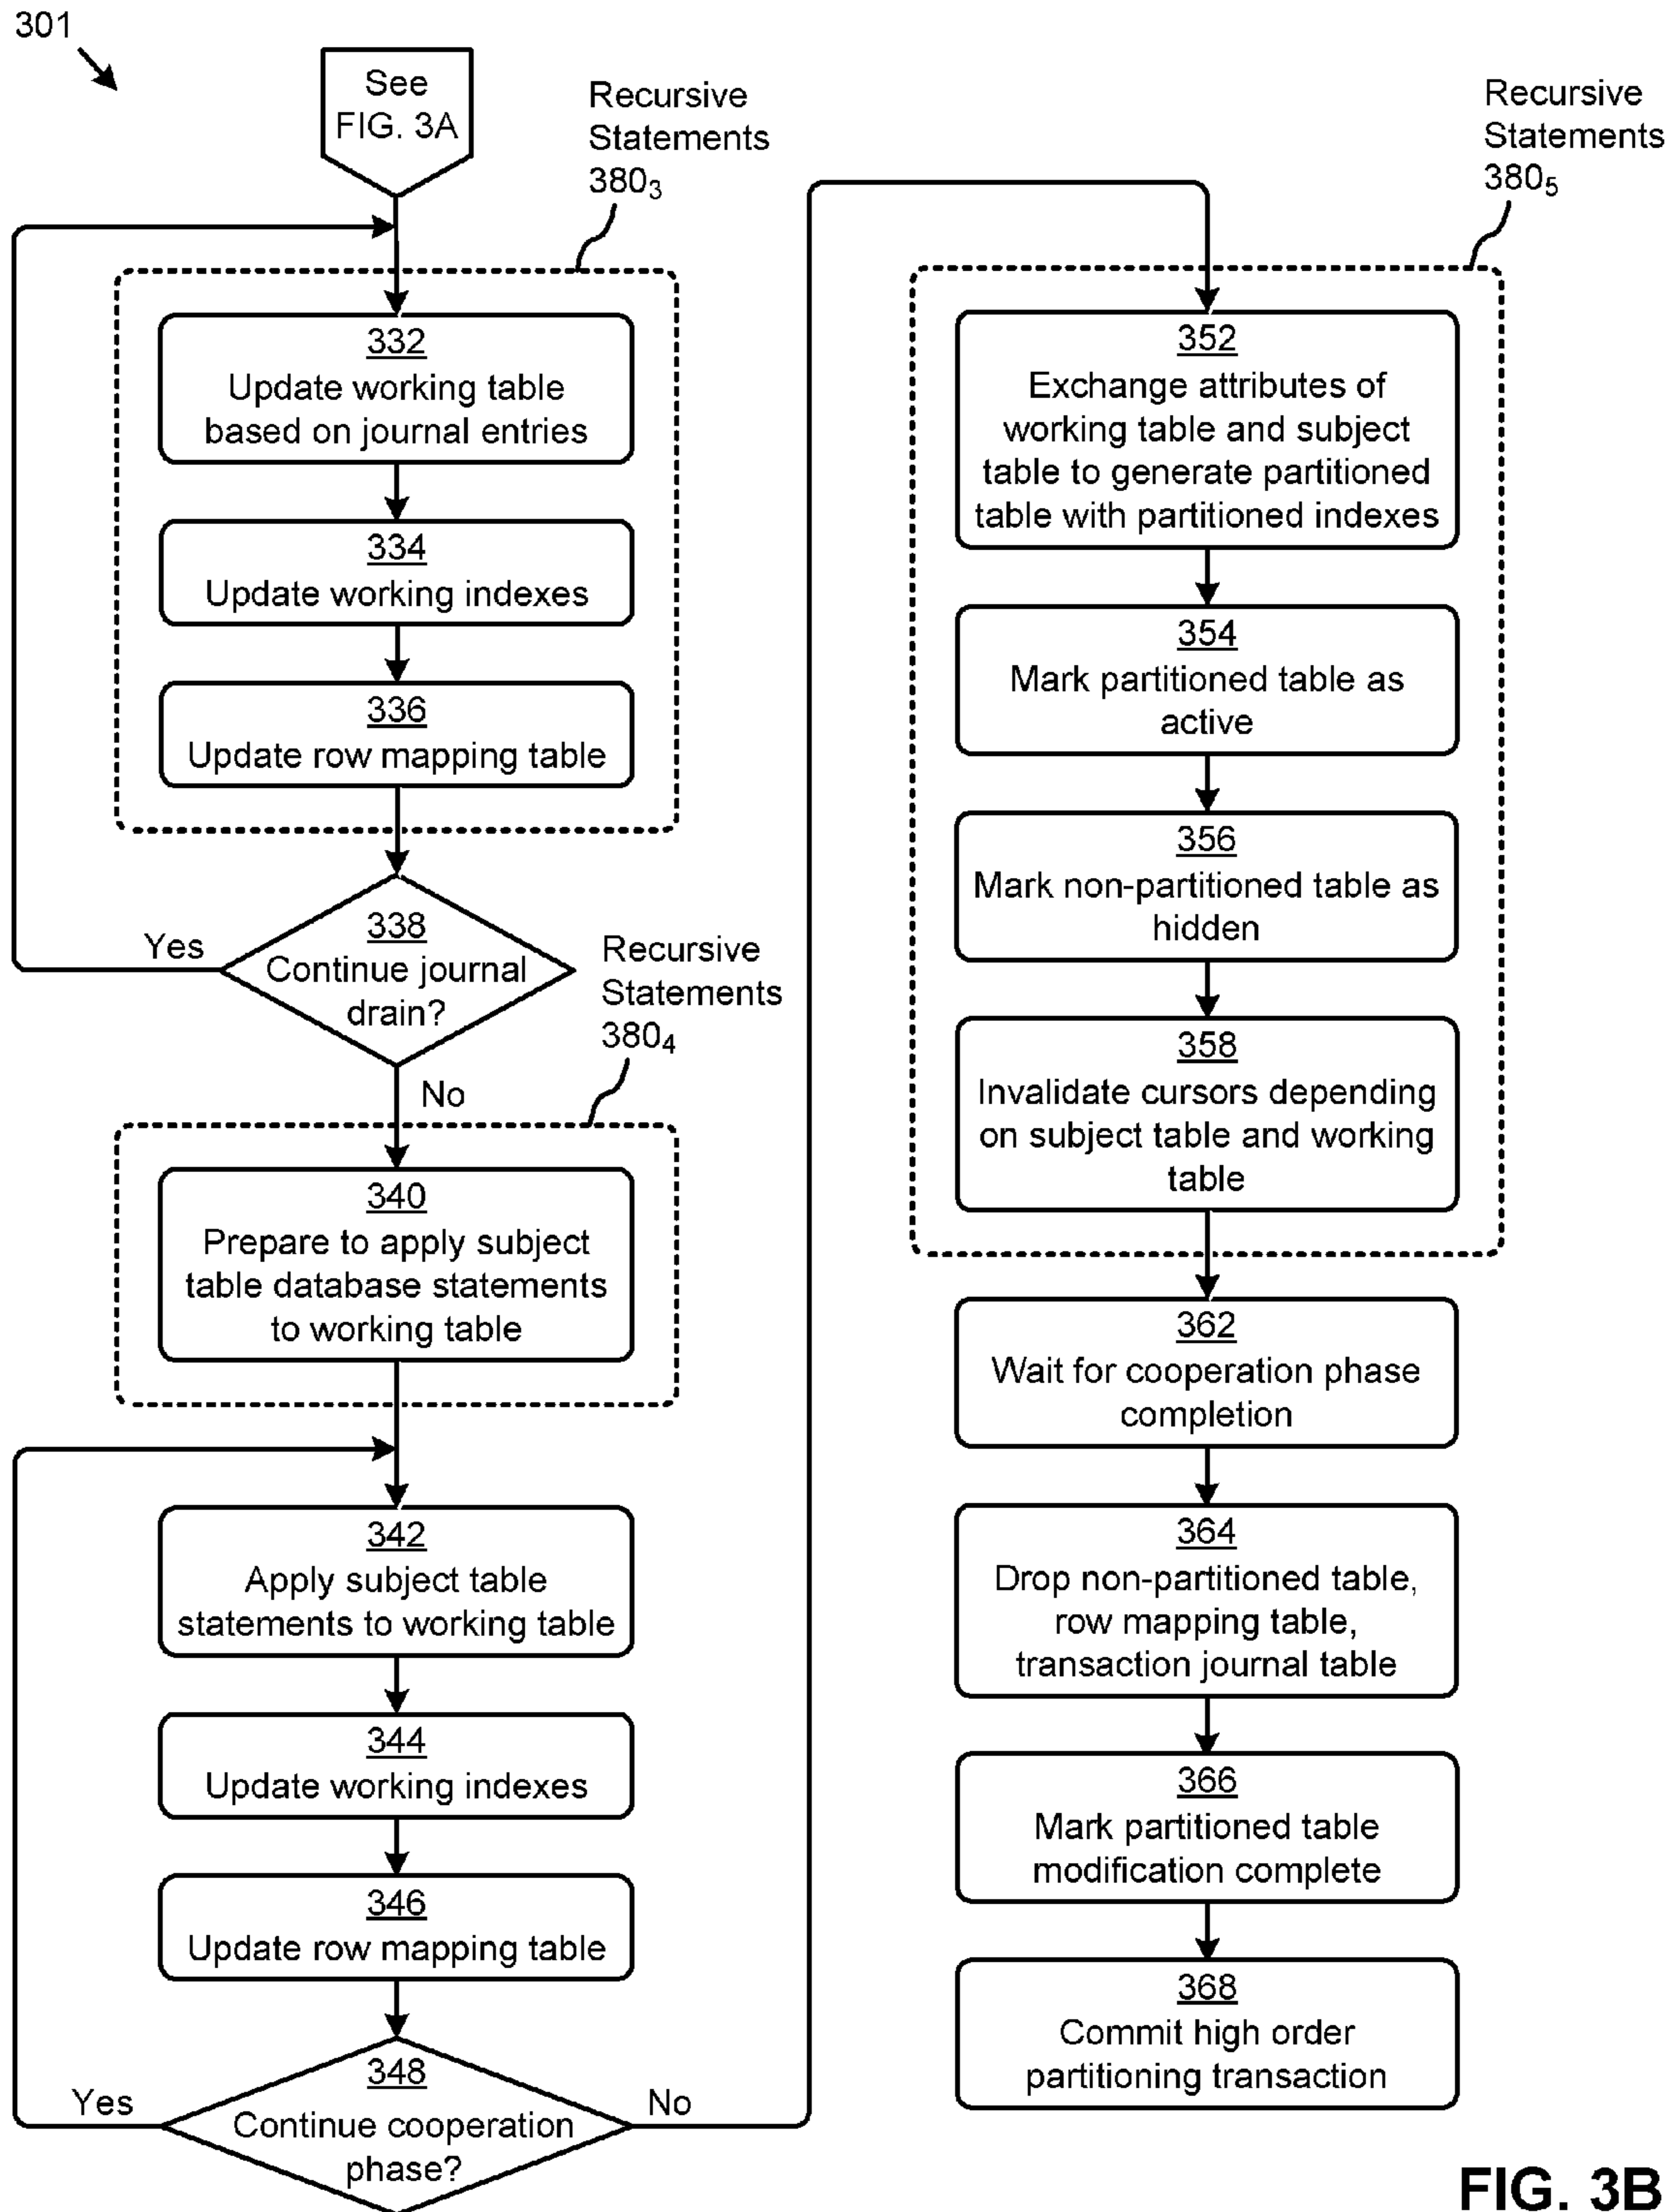 301
See
FIG. 3A
Recursive
Statements
380₃
332
Update working table
based on journal entries
334
Update working indexes
336
Update row mapping table
338
Continue journal
drain?
Yes
No
Recursive
Statements
380₄
340
Prepare to apply subject
table database statements
to working table
342
Apply subject table
statements to working table
344
Update working indexes
346
Update row mapping table
348
Continue cooperation
phase?
Yes
No
Recursive
Statements
380₅
352
Exchange attributes of
working table and subject
table to generate partitioned
table with partitioned indexes
354
Mark partitioned table as
active
356
Mark non-partitioned table as
hidden
358
Invalidate cursors depending
on subject table and working
table
362
Wait for cooperation phase
completion
364
Drop non-partitioned table,
row mapping table,
transaction journal table
366
Mark partitioned table
modification complete
368
Commit high order
partitioning transaction
FIG. 3B